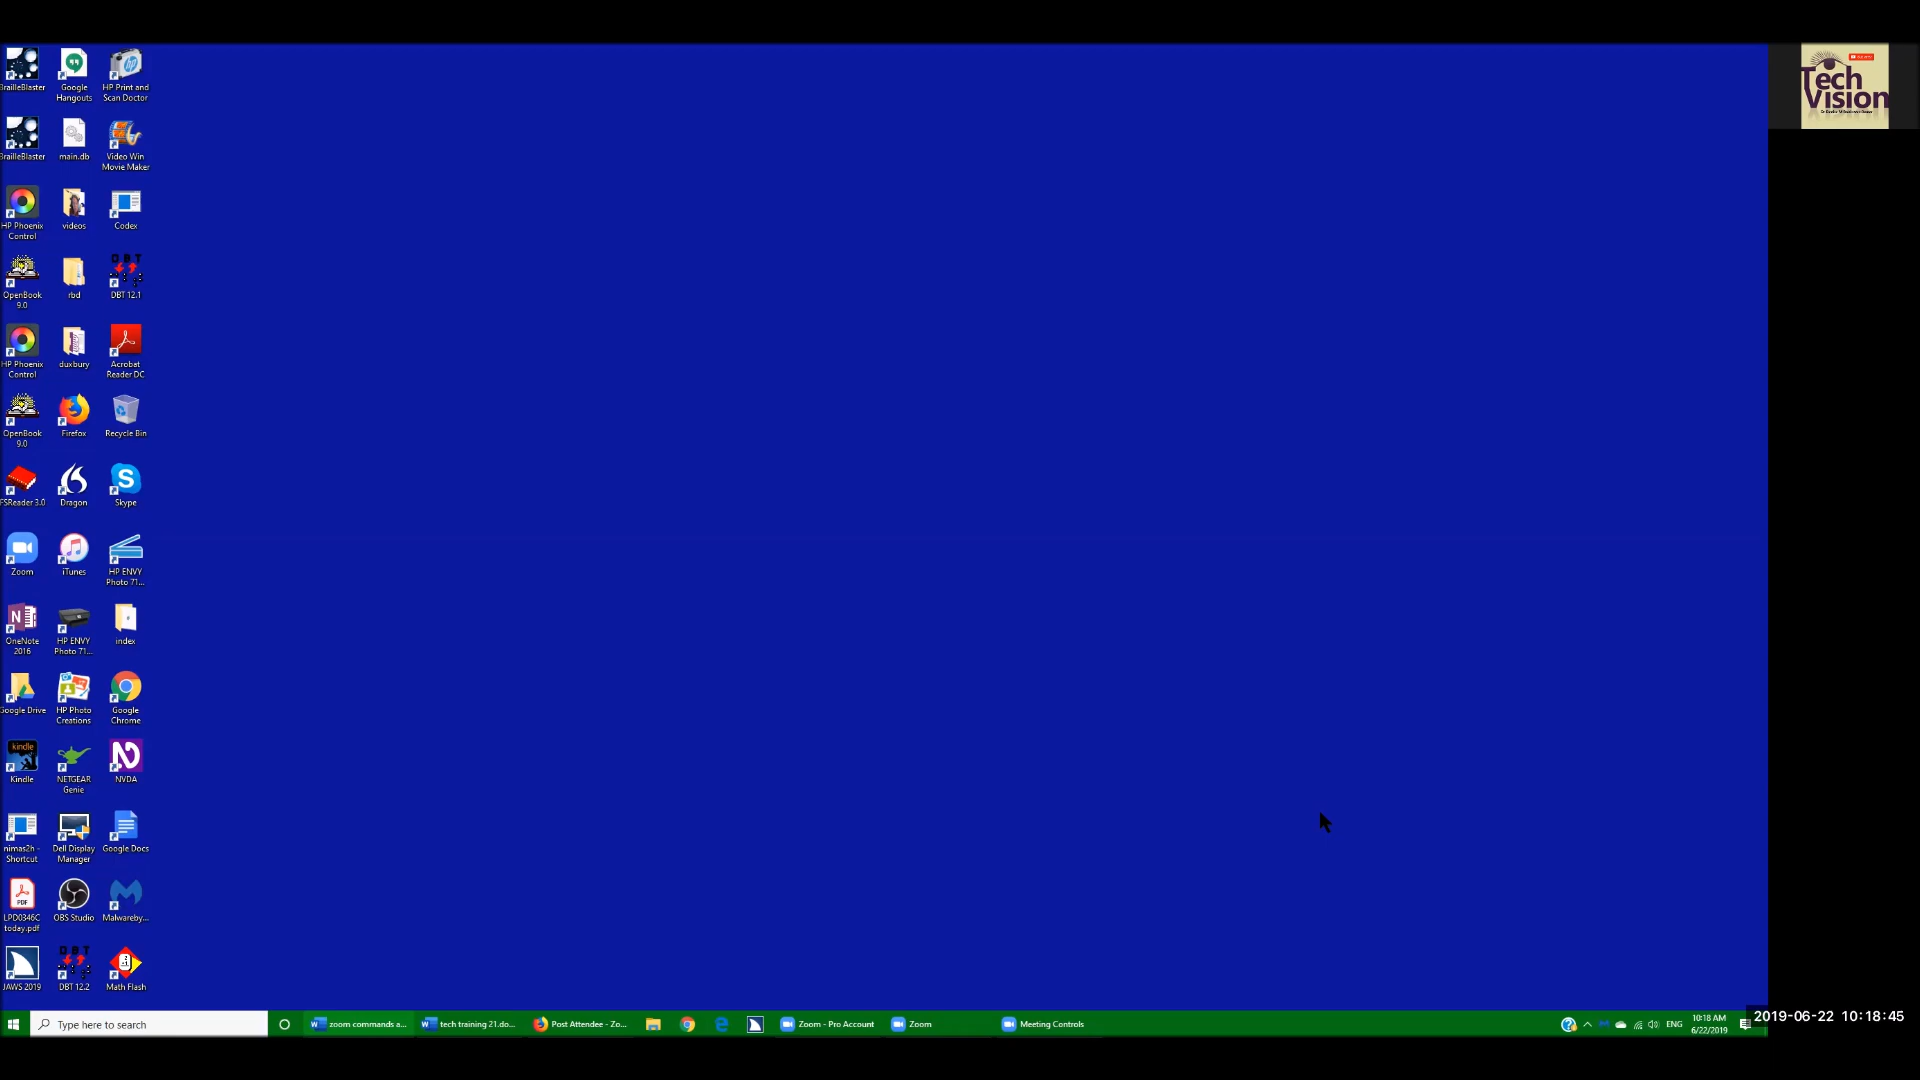 BrailleBlaster
Google
Hangouts
HP Print and
Scan Doctor
BrailleBlaster
main.db
Video Win
Movie Maker
HP Phoenix
Control
videos
Codex
OpenBook
9.0
rbd
DBT
DBT 12.1
HP Phoenix
Control
duxbury
Acrobat
Reader DC
OpenBook
9.0
Firefox
Recycle Bin
FSReader 3.0
Dragon
Skype
Zoom
iTunes
HP ENVY
Photo 71...
OneNote
2016
HP ENVY
Photo 71...
index
Google Drive
HP Photo
Creations
Google
Chrome
kindle
Kindle
NETGEAR
Genie
NVDA
nimas2h -
Shortcut
Dell Display
Manager
Google Docs
PDF
LPD0346C
today.pdf
OBS Studio
Malwareby...
JAWS 2019
DBT
DBT 12.2
Math Flash
Type here to search
zoom commands a...
tech training 21.do...
Post Attendee - Zo...
Zoom - Pro Account
Zoom
Meeting Controls
ENG
10:18 AM
6/22/2019
Tech
Vision
2019-06-22 10:18:45